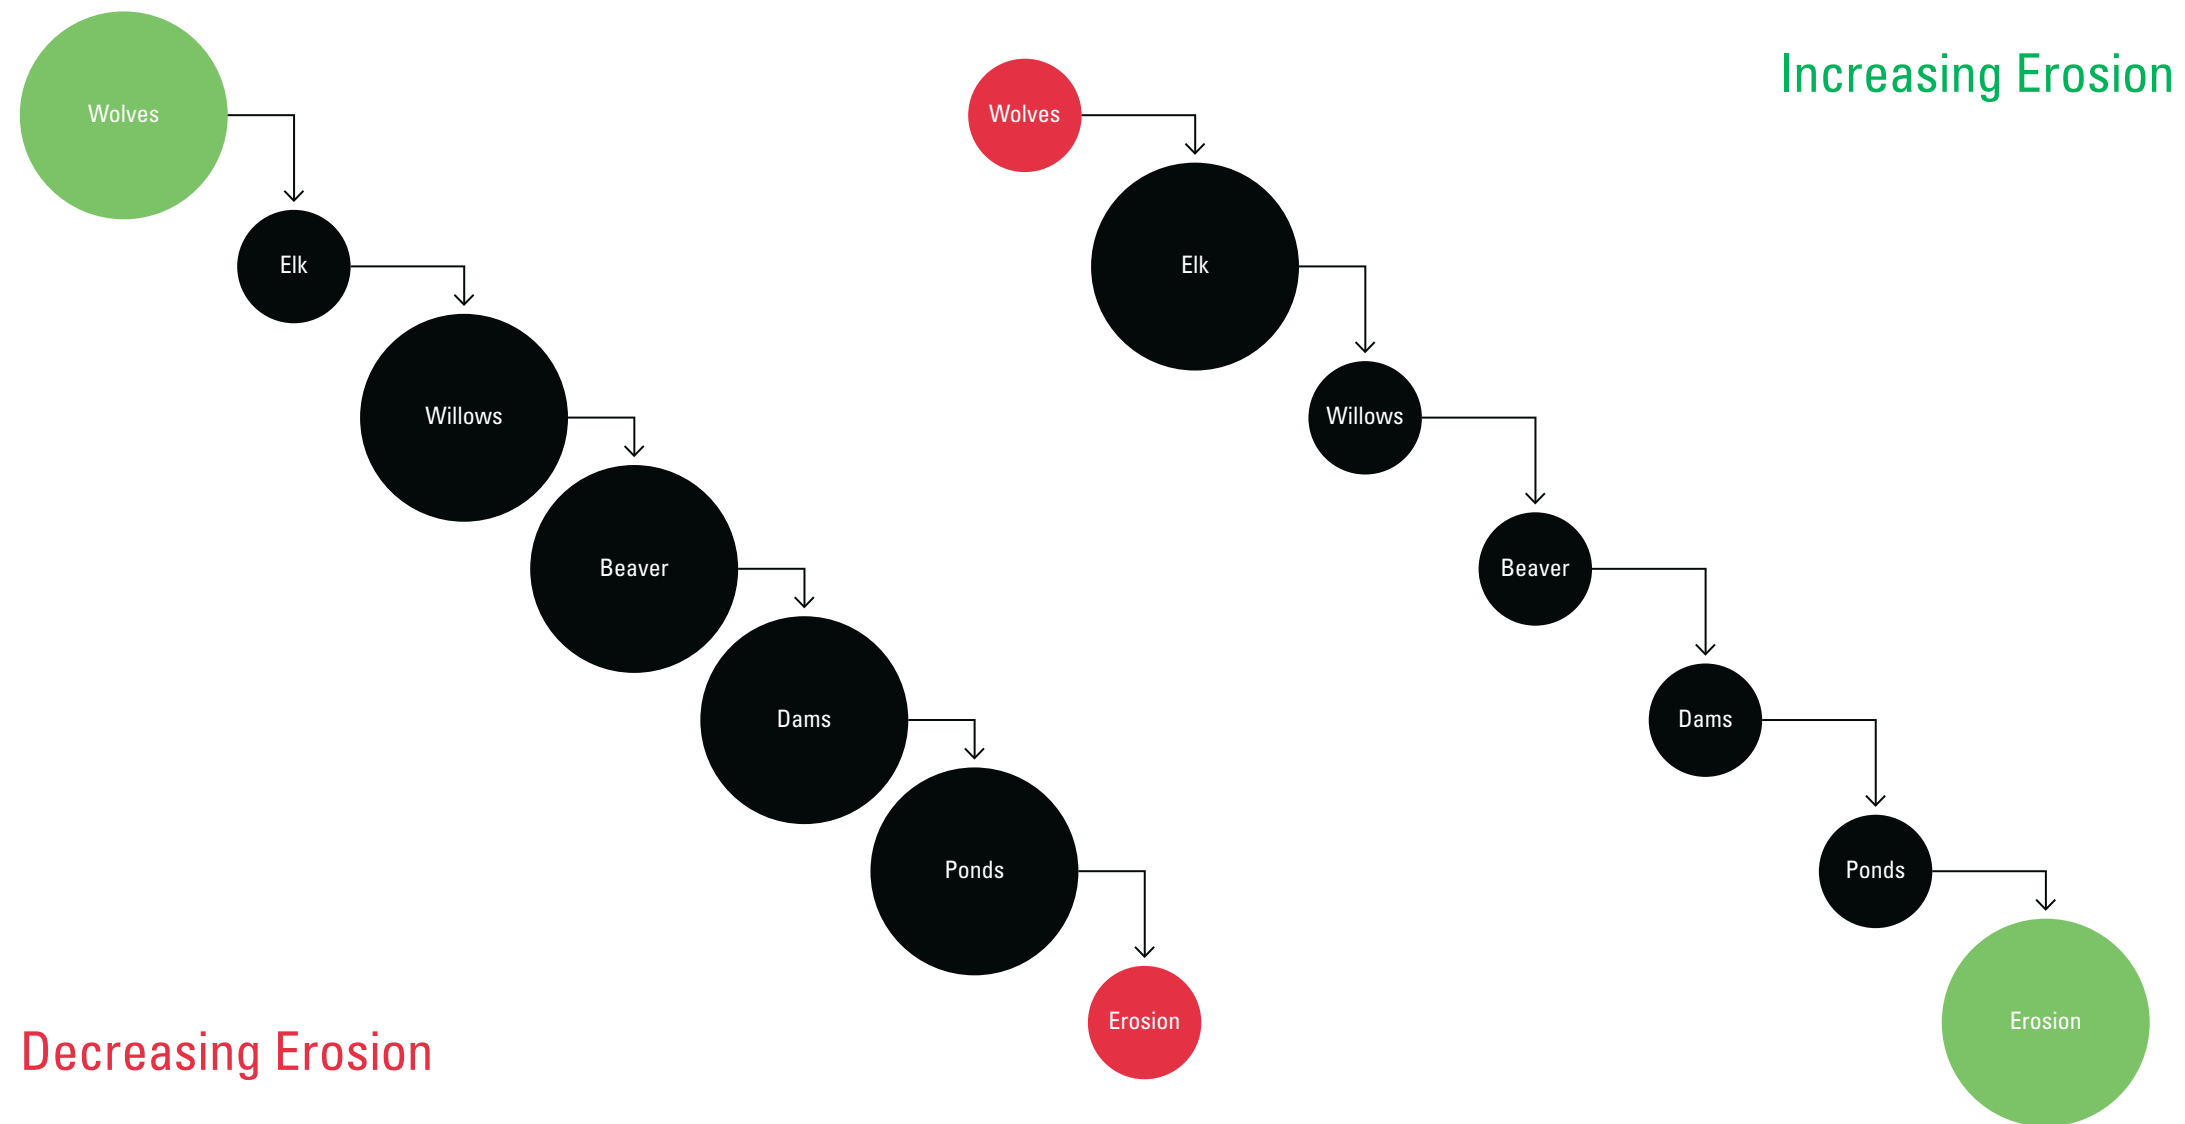 Increasing Erosion
Wolves
Elk
Willows
Beaver
Dams
Ponds
Erosion
Wolves
Elk
Willows
Beaver
Dams
Ponds
Erosion
Decreasing Erosion